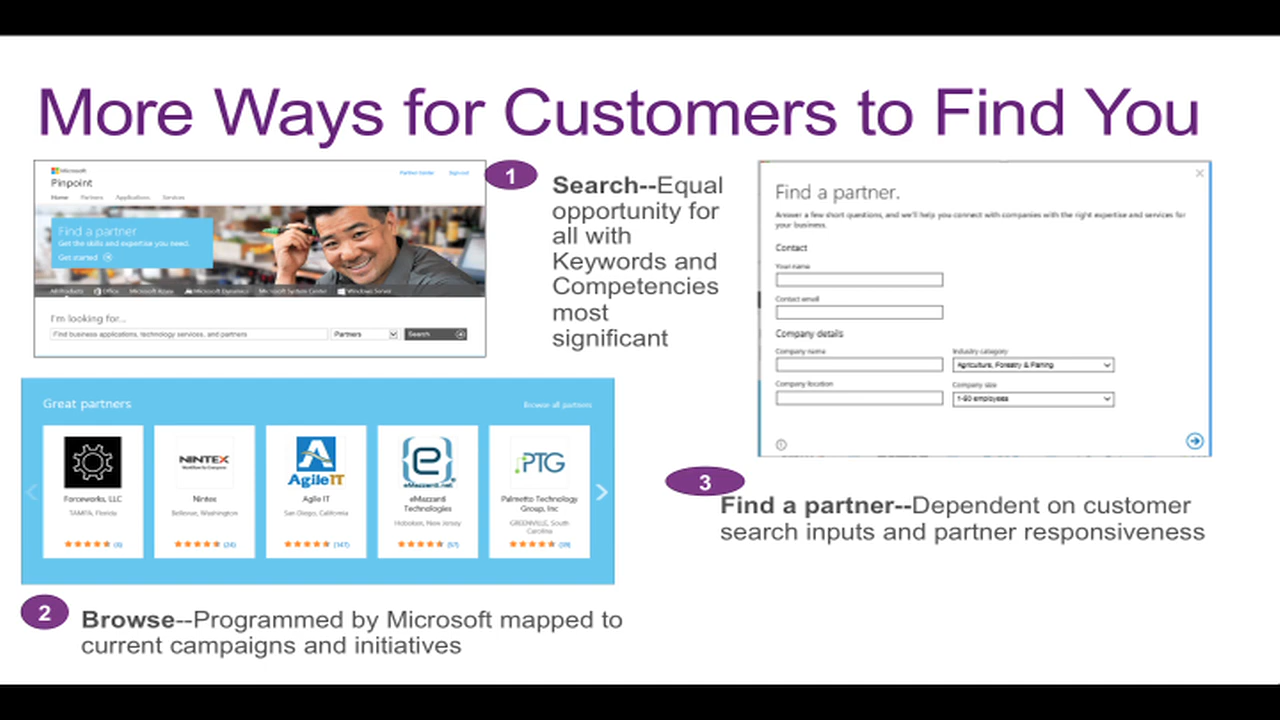 More Ways for Customers to Find You
Microsoft
Pinpoint
Partner Center Sign out
Home Partners Applications Services
Find a partner
Get the skills and expertise you need.
Get started
All Products Office Microsoft Azure Microsoft Dynamics Microsoft System Center Windows Server
I'm looking for...
Find business applications, technology services, and partners Partners Search
1
Search--Equal
opportunity for
all with
Keywords and
Competencies
most
significant
Great partners
Browse all partners
NINTEX
Workflow for Everyone
AgileIT
eMazzanti.net
PTG
Forceworks, LLC
TAMPA, Florida
Nintex
Bellevue, Washington
(24)
Agile IT
San Diego, California
(147)
eMazzanti
Technologies
Hoboken, New Jersey
(57)
Palmetto Technology
Group, Inc
GREENVILLE, South
Carolina
2
Browse--Programmed by Microsoft mapped to
current campaigns and initiatives
Find a partner.
Answer a few short questions, and we'll help you connect with companies with the right expertise and services for
your business.
Contact
Your name
Contact email
Company details
Company name
Industry category
Agriculture, Forestry & Fishing
Company location
Company size
1-50 employees
3
Find a partner--Dependent on customer
search inputs and partner responsiveness